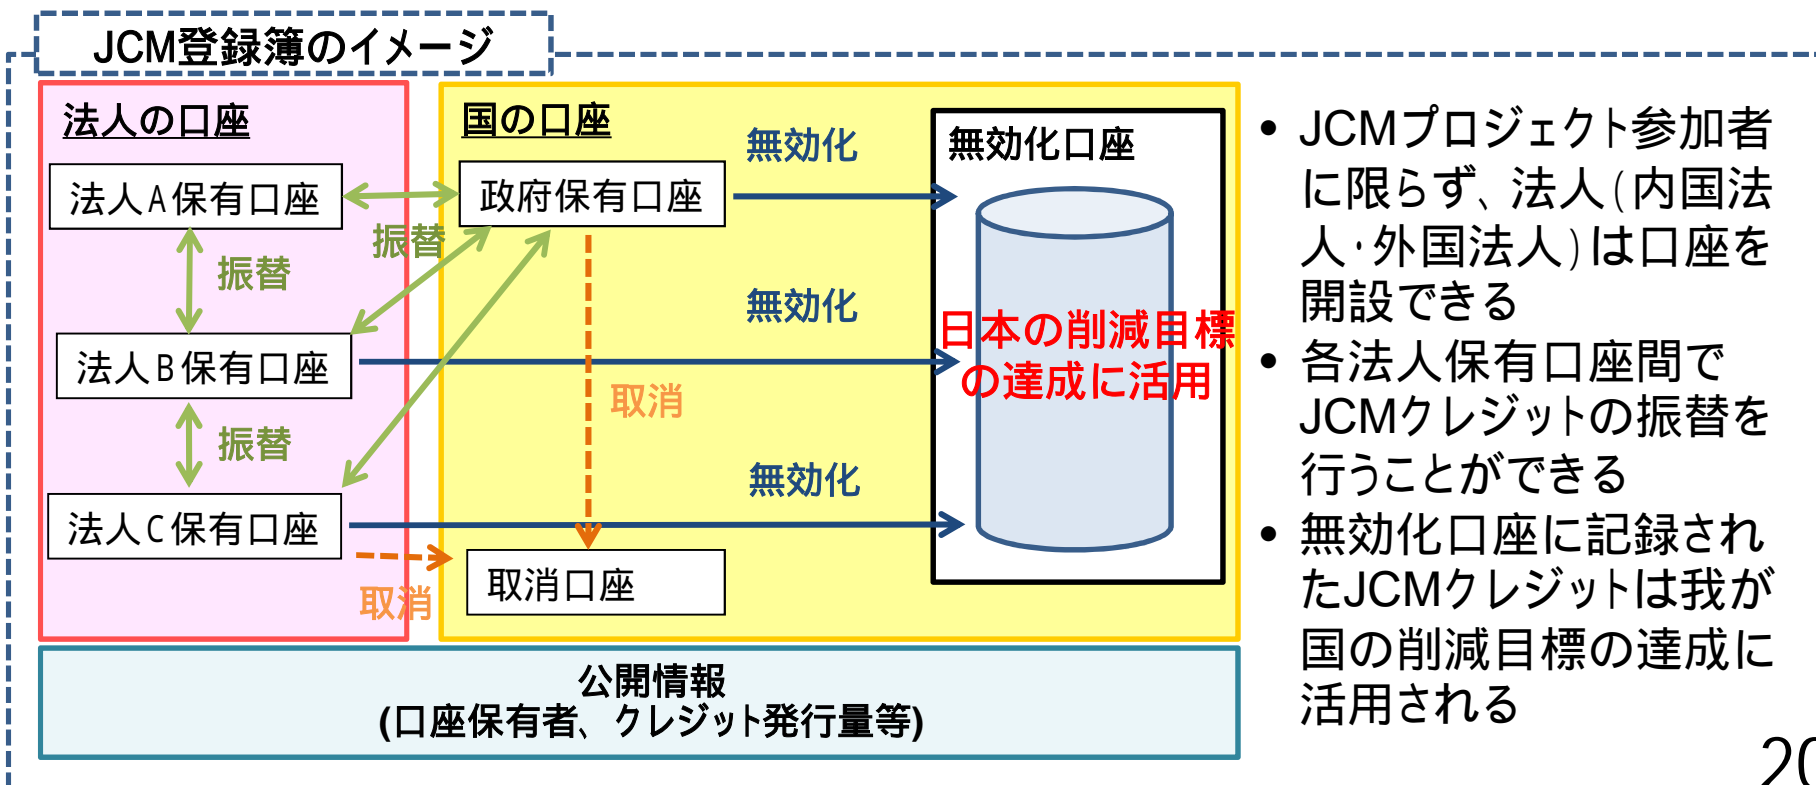 JCM登録簿のイメージ
法人の口座
国の口座
無効化
無効化口座
法人A保有口座
政府保有口座
振替
振替
無効化
日本の削減目標
の達成に活用
法人B保有口座
取消
振替
無効化
法人C保有口座
取消口座
取消
公開情報
(口座保有者、クレジット発行量等)
• JCMプロジェクト参加者
に限らず、法人(内国法
人・外国法人)は口座を
開設できる
• 各法人保有口座間で
JCMクレジットの振替を
行うことができる
• 無効化口座に記録され
たJCMクレジットは我が
国の削減目標の達成に
活用される
20